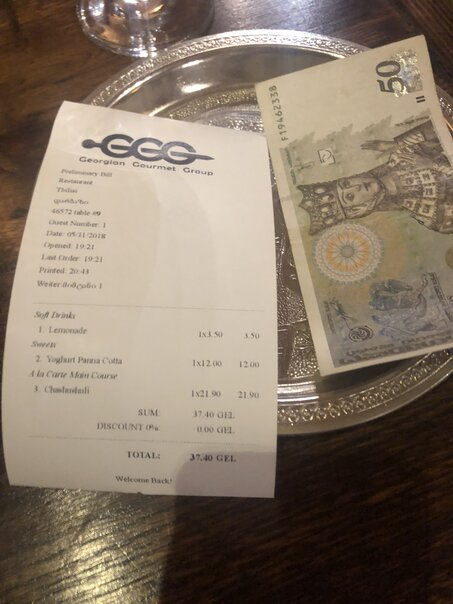 GGG
Georgian Gourmet Group
Preliminary Bill
Restaurant
Tbilisi
46572 table #9
Guest Number: 1
Date: 05/11/2018
Opened: 19:21
Last Order: 19:21
Printed: 20:43
Weiter: 1
Soft Drinks
1. Lemonade 1x3.50 3.50
Sweets
2. Yoghurt Panna Cotta 1x12.00 12.00
A-la Carte Main Course
3. Chashushuli 1x21.90 21.90
SUM: 37.40 GEL
DISCOUNT 0%: 0.00 GEL
TOTAL: 37.40 GEL
Welcome Back!
50
F19462338